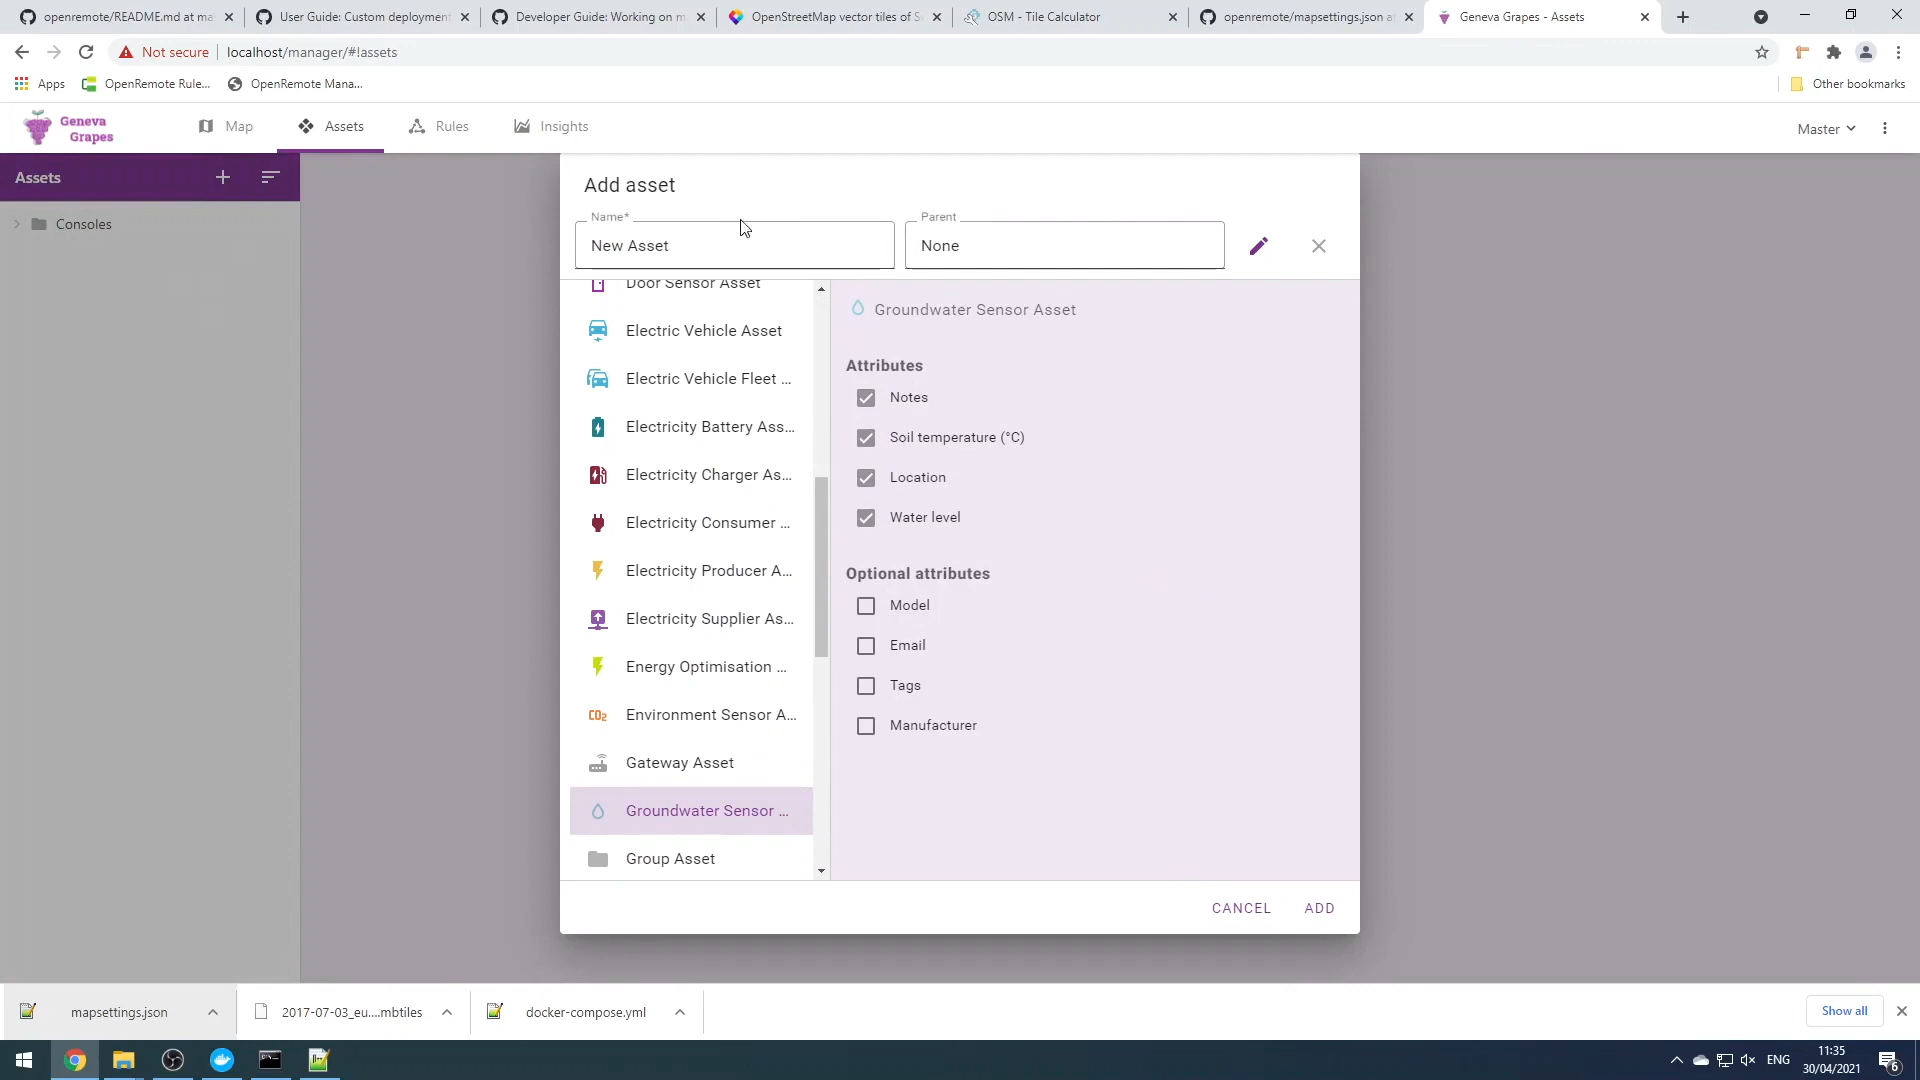 openremote/README.md at ma
User Guide: Custom deployment
Developer Guide: Working on m
OpenStreetMap vector tiles of S
OSM - Tile Calculator
openremote/mapsettings.json at
Geneva Grapes - Assets
Not secure
localhost/manager/#!assets
Apps
OpenRemote Rule...
OpenRemote Mana...
Other bookmarks
Geneva
Grapes
Map
Assets
Rules
Insights
Master
Assets
Consoles
Add asset
Name*
New Asset
Parent
None
Door Sensor Asset
Electric Vehicle Asset
Electric Vehicle Fleet ...
Electricity Battery Ass...
Electricity Charger As...
Electricity Consumer ...
Electricity Producer A...
Electricity Supplier As...
Energy Optimisation ...
CO2
Environment Sensor A...
Gateway Asset
Groundwater Sensor ...
Group Asset
Groundwater Sensor Asset
Attributes
Notes
Soil temperature (°C)
Location
Water level
Optional attributes
Model
Email
Tags
Manufacturer
CANCEL
ADD
mapsettings.json
2017-07-03_eu....mbtiles
docker-compose.yml
Show all
ENG
11:35
30/04/2021
6